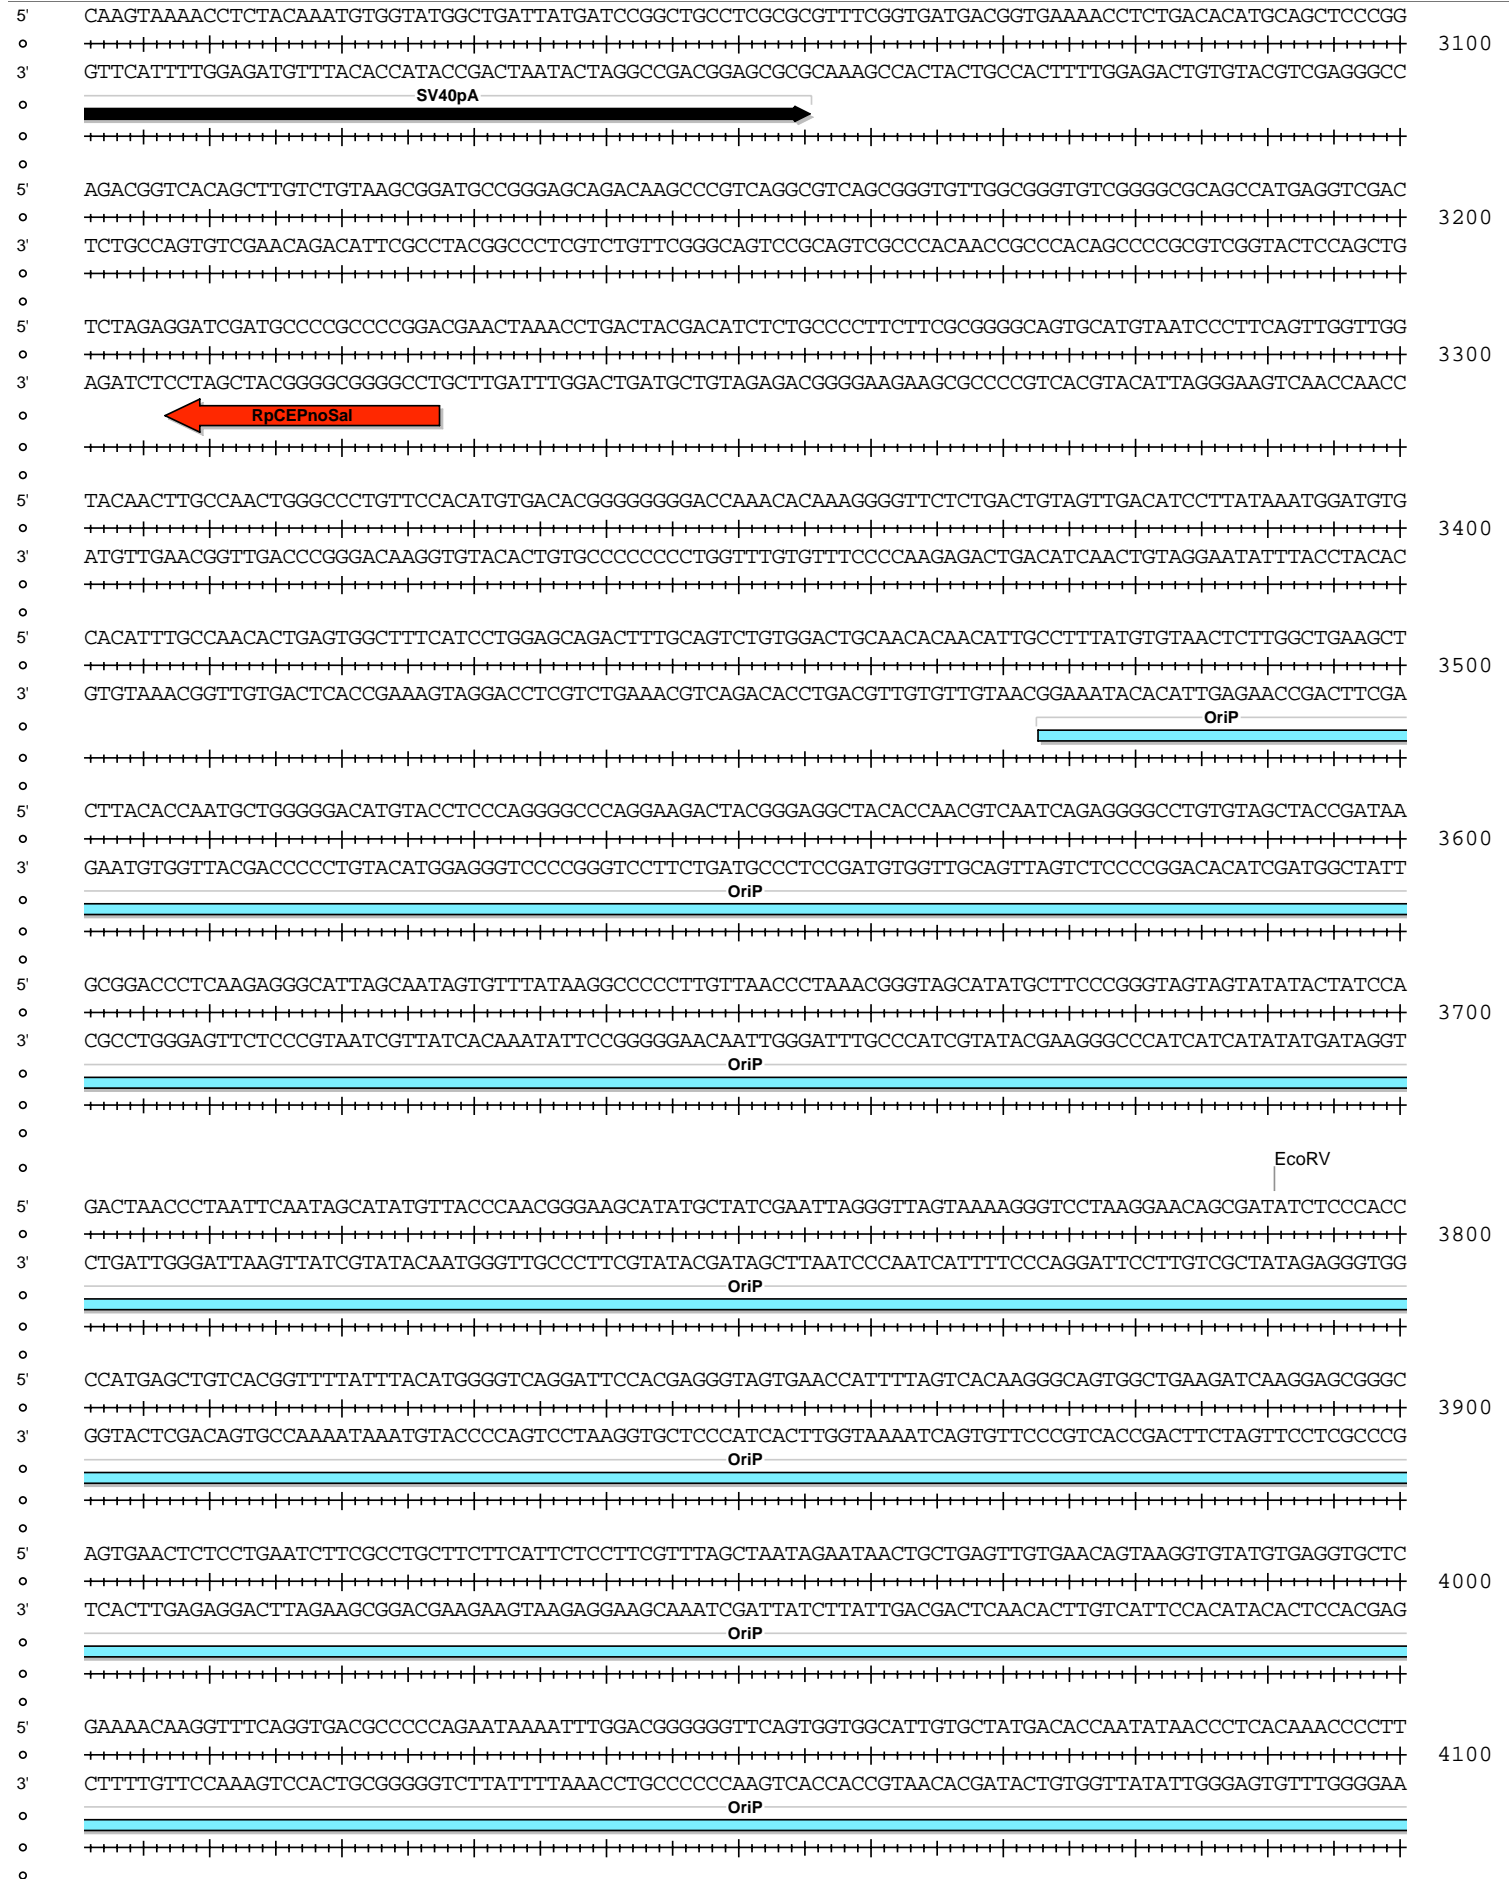 5' CAAGTAAAACCTCTACAAATGTGGTATGGCTGATTATGATCCGGCTGCCTCGCGCGTTTCGGTGATGACGGTGAAAACCTCTGACACATGCAGCTCCCGG
3100
3' GTTCATTTTGGAGATGTTTACACCATACCGACTAATACTAGGCCGACGGAGCGCGCAAAGCCACTACTGCCACTTTTGGAGACTGTGTACGTCGAGGGCC
SV40pA
5' AGACGGTCACAGCTTGTCTGTAAGCGGATGCCGGGAGCAGACAAGCCCGTCAGGCGTCAGCGGGTGTTGGCGGGTGTCGGGGCGCAGCCATGAGGTCGAC
3200
3' TCTGCCAGTGTCGAACAGACATTCGCCTACGGCCCTCGTCTGTTCGGGCAGTCCGCAGTCGCCCACAACCGCCCACAGCCCCGCGTCGGTACTCCAGCTG
5' TCTAGAGGATCGATGCCCCGCCCCGGACGAACTAAACCTGACTACGACATCTCTGCCCCTTCTTCGCGGGGCAGTGCATGTAATCCCTTCAGTTGGTTGG
3300
3' AGATCTCCTAGCTACGGGGCGGGGCCTGCTTGATTTGGACTGATGCTGTAGAGACGGGGAAGAAGCGCCCCGTCACGTACATTAGGGAAGTCAACCAACC
RpCEPnoSal
5' TACAACTTGCCAACTGGGCCCTGTTCCACATGTGACACGGGGGGGGACCAAACACAAAGGGGTTCTCTGACTGTAGTTGACATCCTTATAAATGGATGTG
3400
3' ATGTTGAACGGTTGACCCGGGACAAGGTGTACACTGTGCCCCCCCCTGGTTTGTGTTTCCCCAAGAGACTGACATCAACTGTAGGAATATTTACCTACAC
5' CACATTTGCCAACACTGAGTGGCTTTCATCCTGGAGCAGACTTTGCAGTCTGTGGACTGCAACACAACATTGCCTTTATGTGTAACTCTTGGCTGAAGCT
3500
3' GTGTAAACGGTTGTGACTCACCGAAAGTAGGACCTCGTCTGAAACGTCAGACACCTGACGTTGTGTTGTAACGGAAATACACATTGAGAACCGACTTCGA
OriP
5' CTTACACCAATGCTGGGGGACATGTACCTCCCAGGGGCCCAGGAAGACTACGGGAGGCTACACCAACGTCAATCAGAGGGGCCTGTGTAGCTACCGATAA
3600
3' GAATGTGGTTACGACCCCCTGTACATGGAGGGTCCCCGGGTCCTTCTGATGCCCTCCGATGTGGTTGCAGTTAGTCTCCCCGGACACATCGATGGCTATT
OriP
5' GCGGACCCTCAAGAGGGCATTAGCAATAGTGTTTATAAGGCCCCCTTGTTAACCCTAAACGGGTAGCATATGCTTCCCGGGTAGTAGTATATACTATCCA
3700
3' CGCCTGGGAGTTCTCCCGTAATCGTTATCACAAATATTCCGGGGGAACAATTGGGATTTGCCCATCGTATACGAAGGGCCCATCATCATATATGATAGGT
OriP
EcoRV
5' GACTAACCCTAATTCAATAGCATATGTTACCCAACGGGAAGCATATGCTATCGAATTAGGGTTAGTAAAAGGGTCCTAAGGAACAGCGATATCTCCCACC
3800
3' CTGATTGGGATTAAGTTATCGTATACAATGGGTTGCCCTTCGTATACGATAGCTTAATCCCAATCATTTTCCCAGGATTCCTTGTCGCTATAGAGGGTGG
OriP
5' CCATGAGCTGTCACGGTTTTATTTACATGGGGTCAGGATTCCACGAGGGTAGTGAACCATTTTAGTCACAAGGGCAGTGGCTGAAGATCAAGGAGCGGGC
3900
3' GGTACTCGACAGTGCCAAAATAAATGTACCCCAGTCCTAAGGTGCTCCCATCACTTGGTAAAATCAGTGTTCCCGTCACCGACTTCTAGTTCCTCGCCCG
OriP
5' AGTGAACTCTCCTGAATCTTCGCCTGCTTCTTCATTCTCCTTCGTTTAGCTAATAGAATAACTGCTGAGTTGTGAACAGTAAGGTGTATGTGAGGTGCTC
4000
3' TCACTTGAGAGGACTTAGAAGCGGACGAAGAAGTAAGAGGAAGCAAATCGATTATCTTATTGACGACTCAACACTTGTCATTCCACATACACTCCACGAG
OriP
5' GAAAACAAGGTTTCAGGTGACGCCCCCAGAATAAAATTTGGACGGGGGGTTCAGTGGTGGCATTGTGCTATGACACCAATATAACCCTCACAAACCCCTT
4100
3' CTTTTGTTCCAAAGTCCACTGCGGGGGTCTTATTTTAAACCTGCCCCCCAAGTCACCACCGTAACACGATACTGTGGTTATATTGGGAGTGTTTGGGGAA
OriP